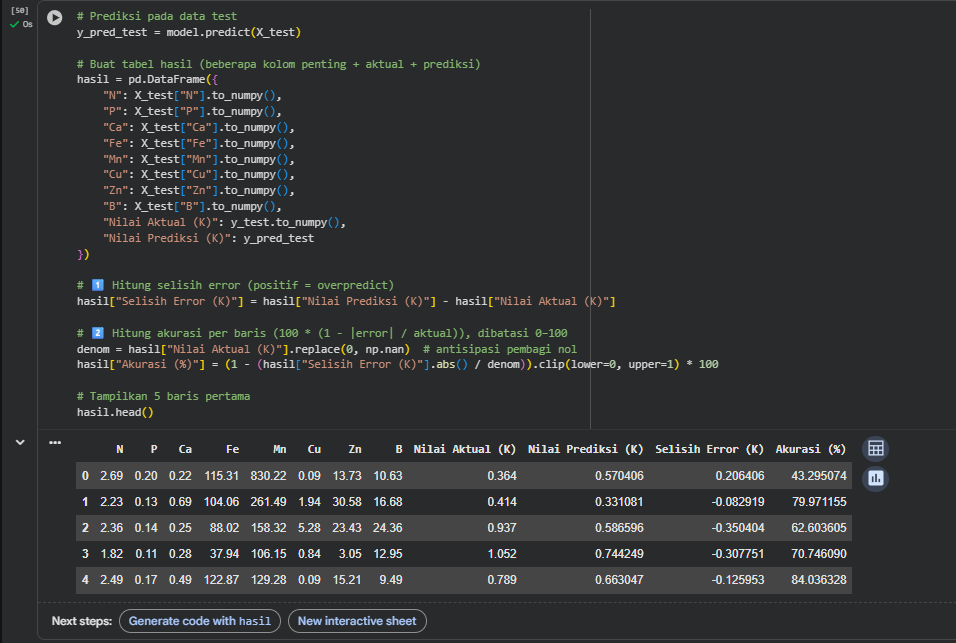 [50]
0s
# Prediksi pada data test
y_pred_test = model.predict(X_test)
# Buat tabel hasil (beberapa kolom penting + aktual + prediksi)
hasil = pd.DataFrame({
"N": X_test["N"].to_numpy(),
"P": X_test["P"].to_numpy(),
"Ca": X_test["Ca"].to_numpy(),
"Fe": X_test["Fe"].to_numpy(),
"Mn": X_test["Mn"].to_numpy(),
"Cu": X_test["Cu"].to_numpy(),
"Zn": X_test["Zn"].to_numpy(),
"B": X_test["B"].to_numpy(),
"Nilai Aktual (K)": y_test.to_numpy(),
"Nilai Prediksi (K)": y_pred_test
})
# 1️⃣ Hitung selisih error (positif = overpredict)
hasil["Selisih Error (K)"] = hasil["Nilai Prediksi (K)"] - hasil["Nilai Aktual (K)"]
# 2️⃣ Hitung akurasi per baris (100 * (1 - |error| / aktual)), dibatasi 0–100
denom = hasil["Nilai Aktual (K)"].replace(0, np.nan)  # antisipasi pembagi nol
hasil["Akurasi (%)"] = (1 - (hasil["Selisih Error (K)"].abs() / denom)).clip(lower=0, upper=1) * 100
# Tampilkan 5 baris pertama
hasil.head()
N P Ca Fe Mn Cu Zn B Nilai Aktual (K) Nilai Prediksi (K) Selisih Error (K) Akurasi (%)
0 2.69 0.20 0.22 115.31 830.22 0.09 13.73 10.63 0.364 0.570406 0.206406 43.295074
1 2.23 0.13 0.69 104.06 261.49 1.94 30.58 16.68 0.414 0.331081 -0.082919 79.971155
2 2.36 0.14 0.25 88.02 158.32 5.28 23.43 24.36 0.937 0.586596 -0.350404 62.603605
3 1.82 0.11 0.28 37.94 106.15 0.84 3.05 12.95 1.052 0.744249 -0.307751 70.746090
4 2.49 0.17 0.49 122.87 129.28 0.09 15.21 9.49 0.789 0.663047 -0.125953 84.036328
Next steps: Generate code with hasil New interactive sheet